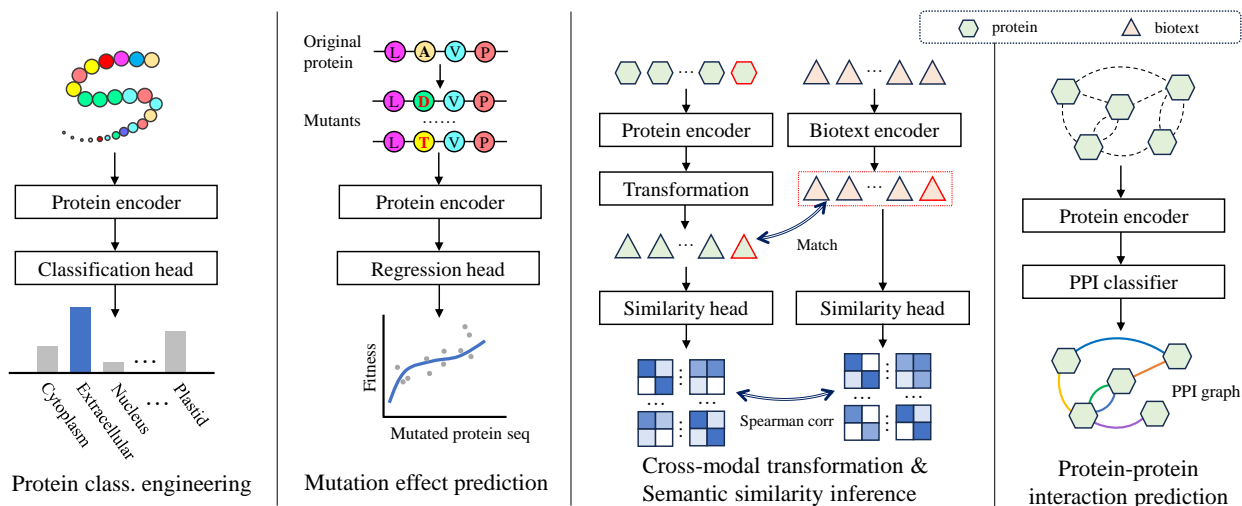 protein
biotext
Original
protein
L A V P
L D V P
Mutants
......
L T V P
Protein encoder
Classification head
...
Cytoplasm
Extracellular
Nucleus
...
Plastid
Protein class. engineering
Protein encoder
Regression head
Fitness
Mutated protein seq
Mutation effect prediction
...
...
Protein encoder
Biotext encoder
Transformation
...
Match
...
Similarity head
Similarity head
: :
... ...
Spearman corr
: :
Cross-modal transformation &
Semantic similarity inference
Protein encoder
PPI classifier
PPI graph
Protein-protein
interaction prediction